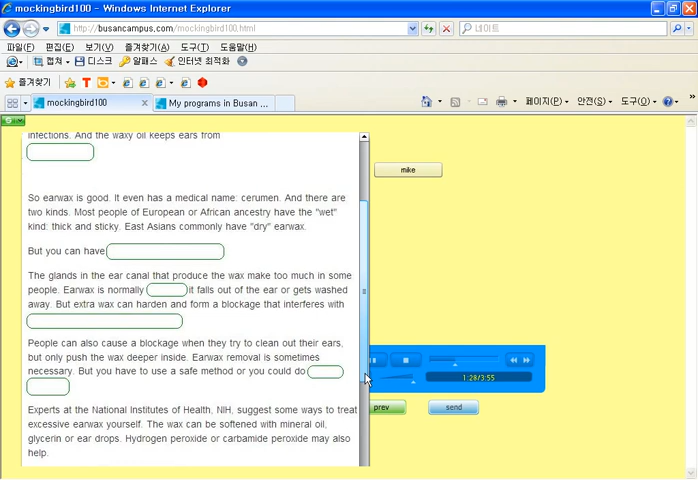 mockingbird100 - Windows Internet Explorer
http://busancampus.com/mockingbird100.html
네이트
파일(F) 편집(E) 보기(V) 즐겨찾기(A) 도구(T) 도움말(H)
캡쳐 디스크 알패스 인터넷 최적화
즐겨찾기
mockingbird100 My programs in Busan ... 페이지(P) 안전(S) 도구(O)
infections. And the waxy oil keeps ears from
mike
So earwax is good. It even has a medical name: cerumen. And there are
two kinds. Most people of European or African ancestry have the "wet"
kind: thick and sticky. East Asians commonly have "dry" earwax.
But you can have
The glands in the ear canal that produce the wax make too much in some
people. Earwax is normally it falls out of the ear or gets washed
away. But extra wax can harden and form a blockage that interferes with
People can also cause a blockage when they try to clean out their ears,
but only push the wax deeper inside. Earwax removal is sometimes
necessary. But you have to use a safe method or you could do
1:28/3:55
prev send
Experts at the National Institutes of Health, NIH, suggest some ways to treat
excessive earwax yourself. The wax can be softened with mineral oil,
glycerin or ear drops. Hydrogen peroxide or carbamide peroxide may also
help.